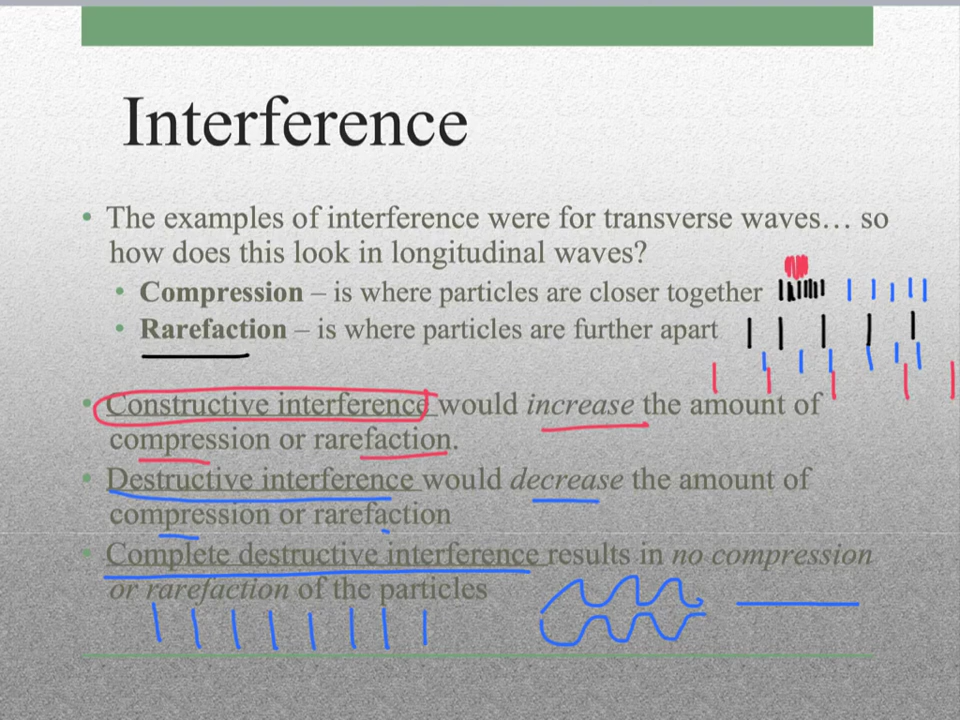 Interference
• The examples of interference were for transverse waves… so
how does this look in longitudinal waves?
• Compression – is where particles are closer together
• Rarefaction – is where particles are further apart
• Constructive interference would increase the amount of
compression or rarefaction.
• Destructive interference would decrease the amount of
compression or rarefaction
• Complete destructive interference results in no compression
or rarefaction of the particles